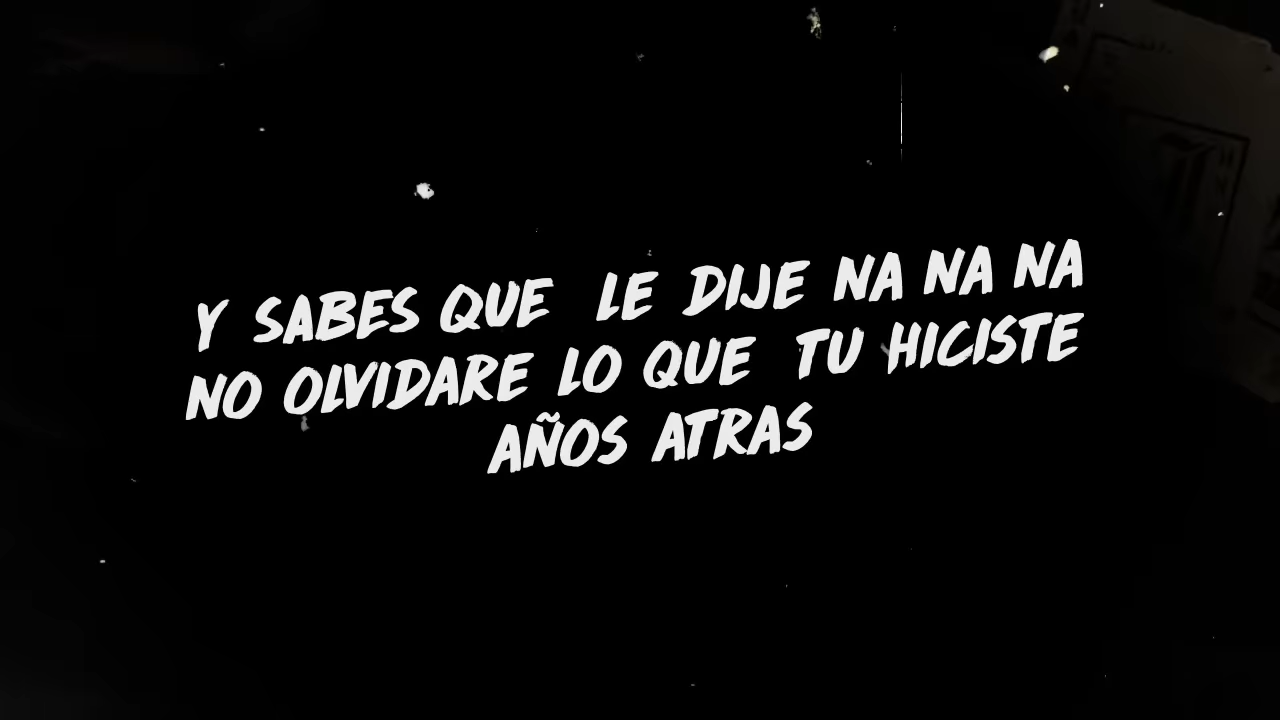 Y SABES QUE LE DIJE NA NA NA
NO OLVIDARE LO QUE TU HICISTE
AÑOS ATRAS